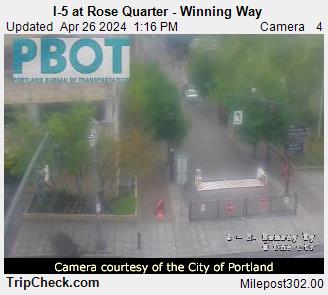 I-5 at Rose Quarter - Winning Way
Updated Apr 26 2024 1:16 PM Camera 4
PBOT
PORTLAND BUREAU OF TRANSPORTATION
Camera courtesy of the City of Portland
TripCheck.com Milepost302.00